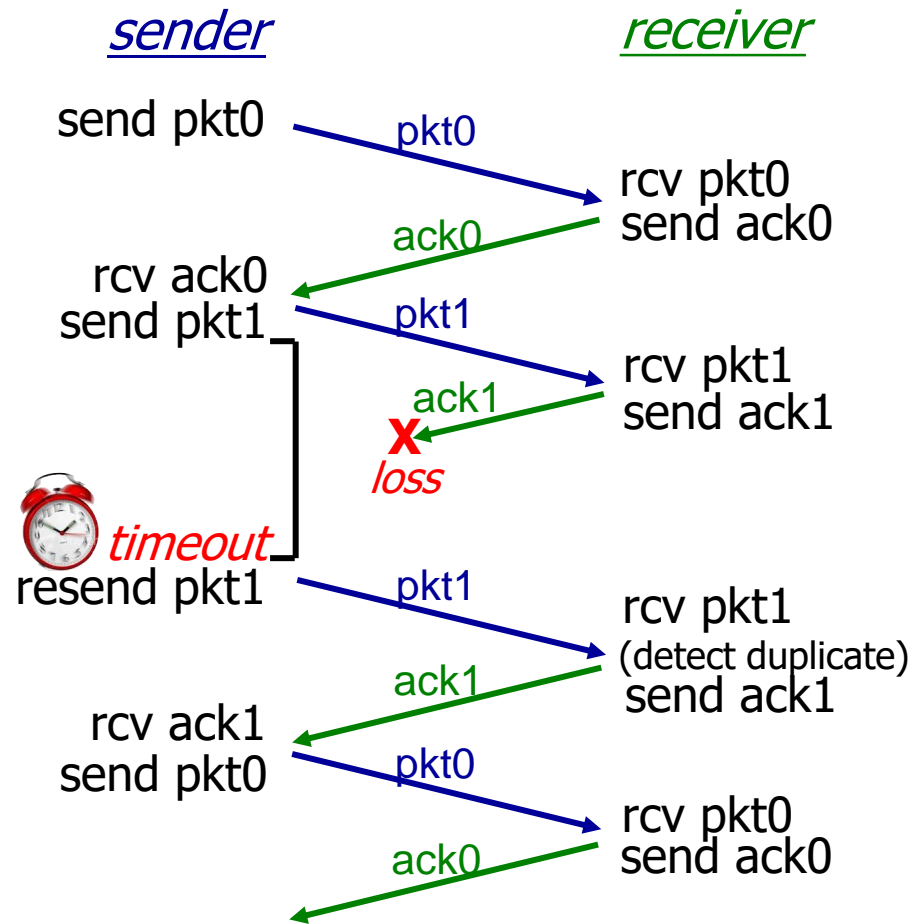 sender
receiver
send pkt0
pkt0
rcv pkt0
send ack0
ack0
rcv ack0
send pkt1
pkt1
rcv pkt1
send ack1
ack1
X
loss
timeout
resend pkt1
pkt1
rcv pkt1
(detect duplicate)
send ack1
ack1
rcv ack1
send pkt0
pkt0
rcv pkt0
send ack0
ack0